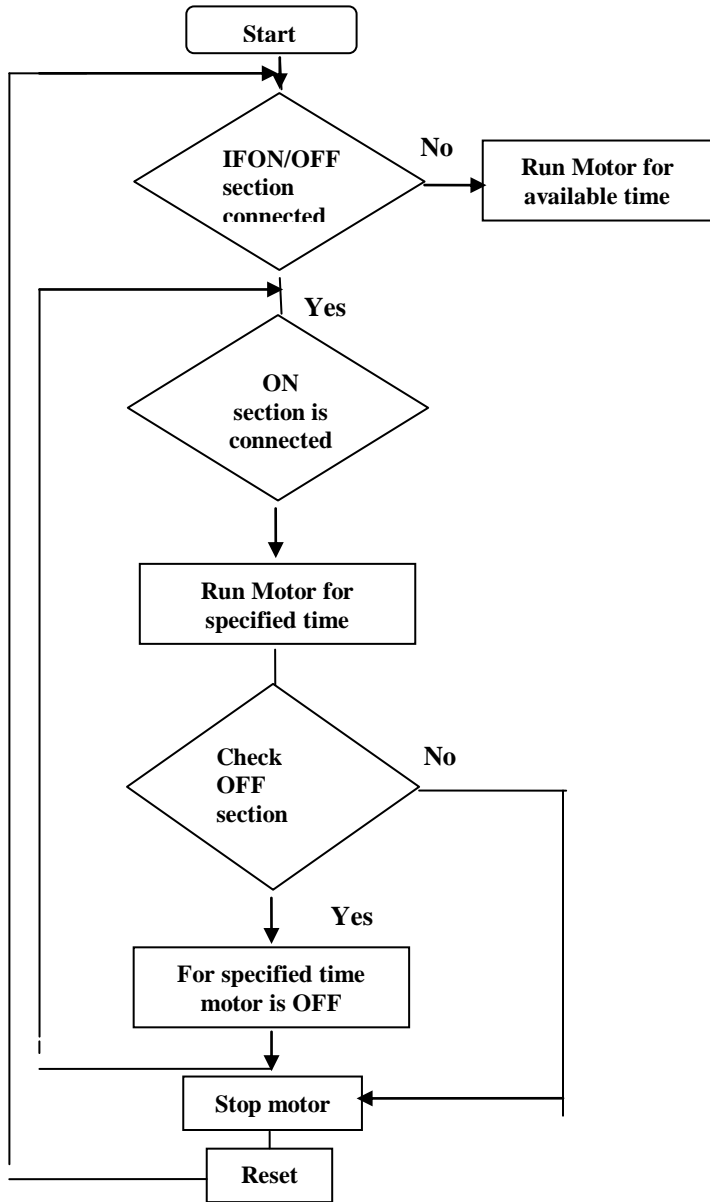 Start
IFON/OFF
section
connected
No
Run Motor for
available time
Yes
ON
section is
connected
Run Motor for
specified time
Check
OFF
section
No
Yes
For specified time
motor is OFF
Stop motor
Reset